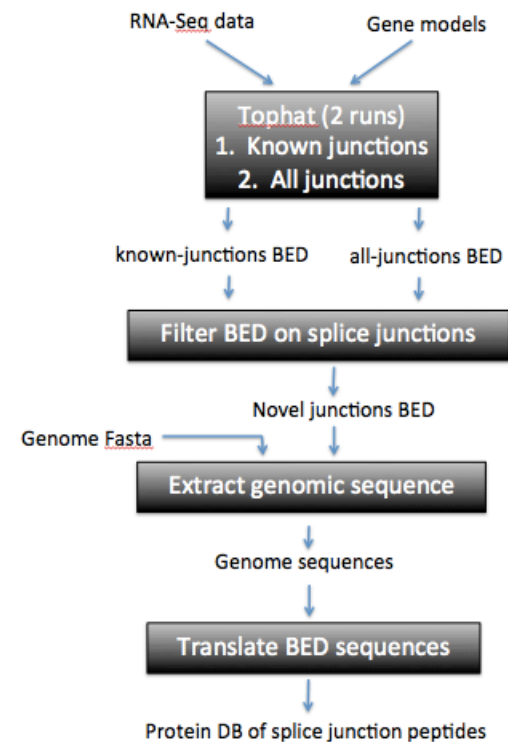 RNA-Seq data
Gene models
Tophat (2 runs)
1. Known junctions
2. All junctions
known-junctions BED
all-junctions BED
Filter BED on splice junctions
Novel junctions BED
Genome Fasta
Extract genomic sequence
Genome sequences
Translate BED sequences
Protein DB of splice junction peptides